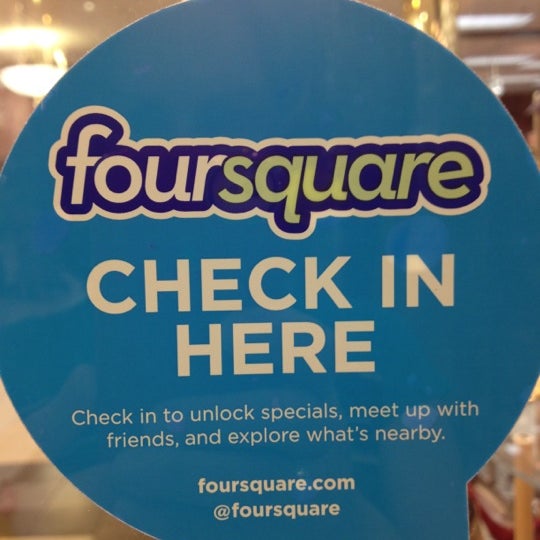 foursquare
CHECK IN
HERE
Check in to unlock specials, meet up with
friends, and explore what's nearby.
foursquare.com
@foursquare